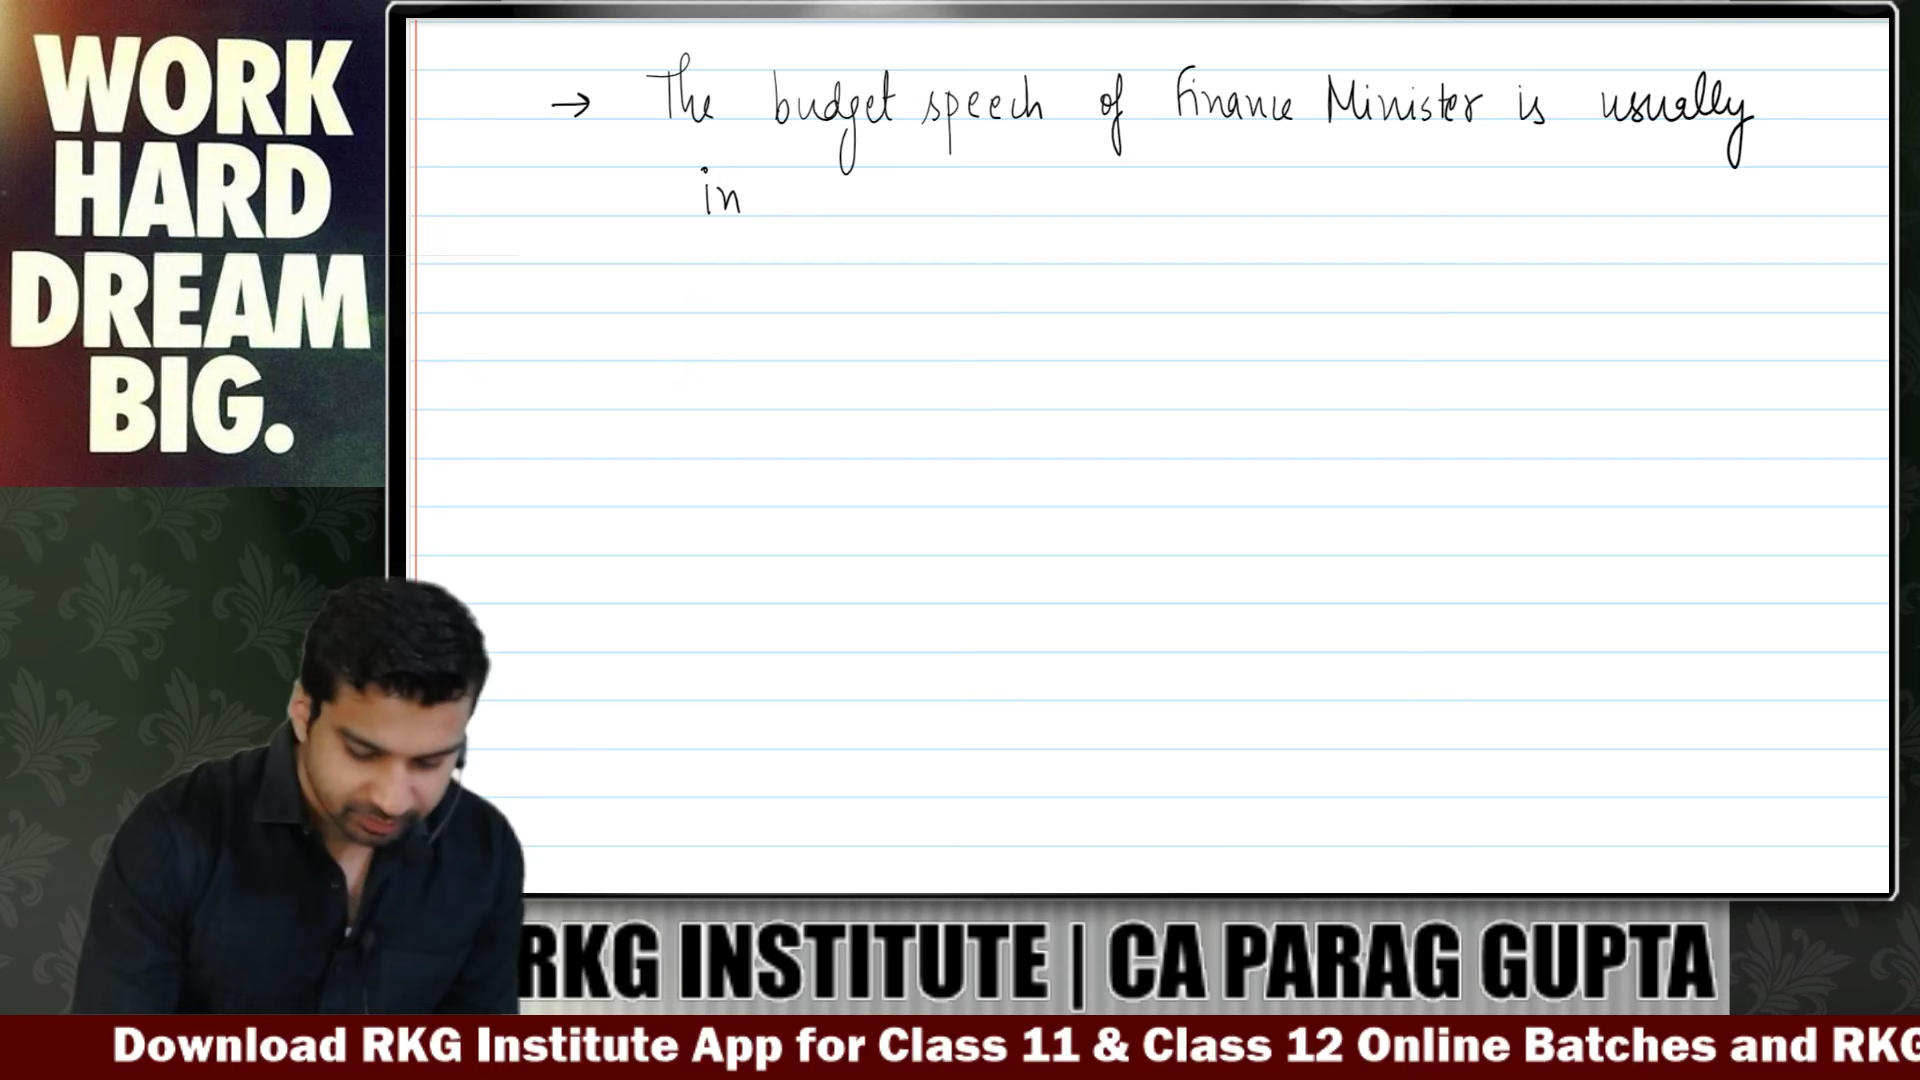 WORK
HARD
DREAM
BIG.
→ The budget speech of Finance Minister is usually
in
RKG INSTITUTE | CA PARAG GUPTA
Download RKG Institute App for Class 11 & Class 12 Online Batches and RKG